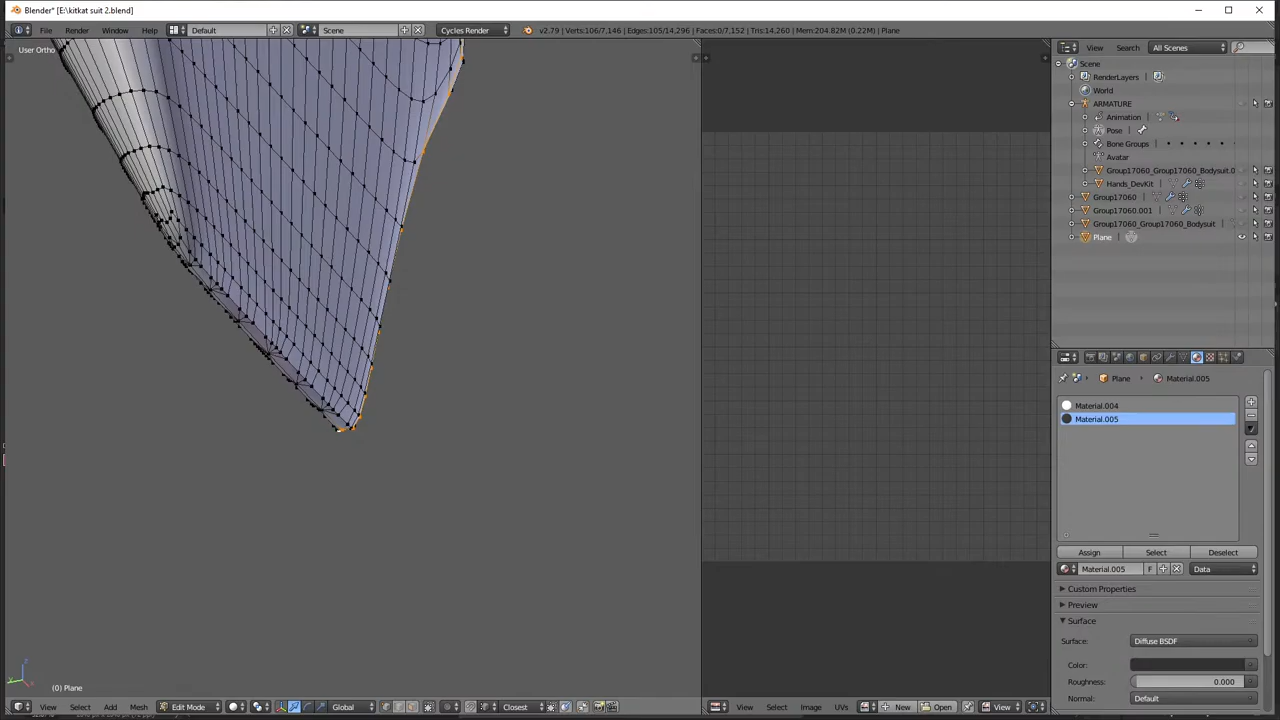 Blender* [E:\kitkat suit 2.blend]
File Render Window Help Default Scene Cycles Render v2.79 | Verts:106/7,146 | Edges:105/14,296 | Faces:0/7,152 | Tris:14,260 | Mem:204.82M (0.22M) | Plane
User Ortho
View Search All Scenes
Scene
RenderLayers
World
ARMATURE
Animation
Pose
Bone Groups
Avatar
Group17060_Group17060_Bodysuit.0
Hands_DevKit
Group17060
Group17060.001
Group17060_Group17060_Bodysuit
Plane
Plane Material.005
Material.004
Material.005
Assign Select Deselect
Material.005 F Data
Custom Properties
Preview
Surface
Surface: Diffuse BSDF
Color:
Roughness: 0.000
Normal: Default
(0) Plane
View Select Add Mesh Edit Mode Global Closest
View Select Image UVs New Open View